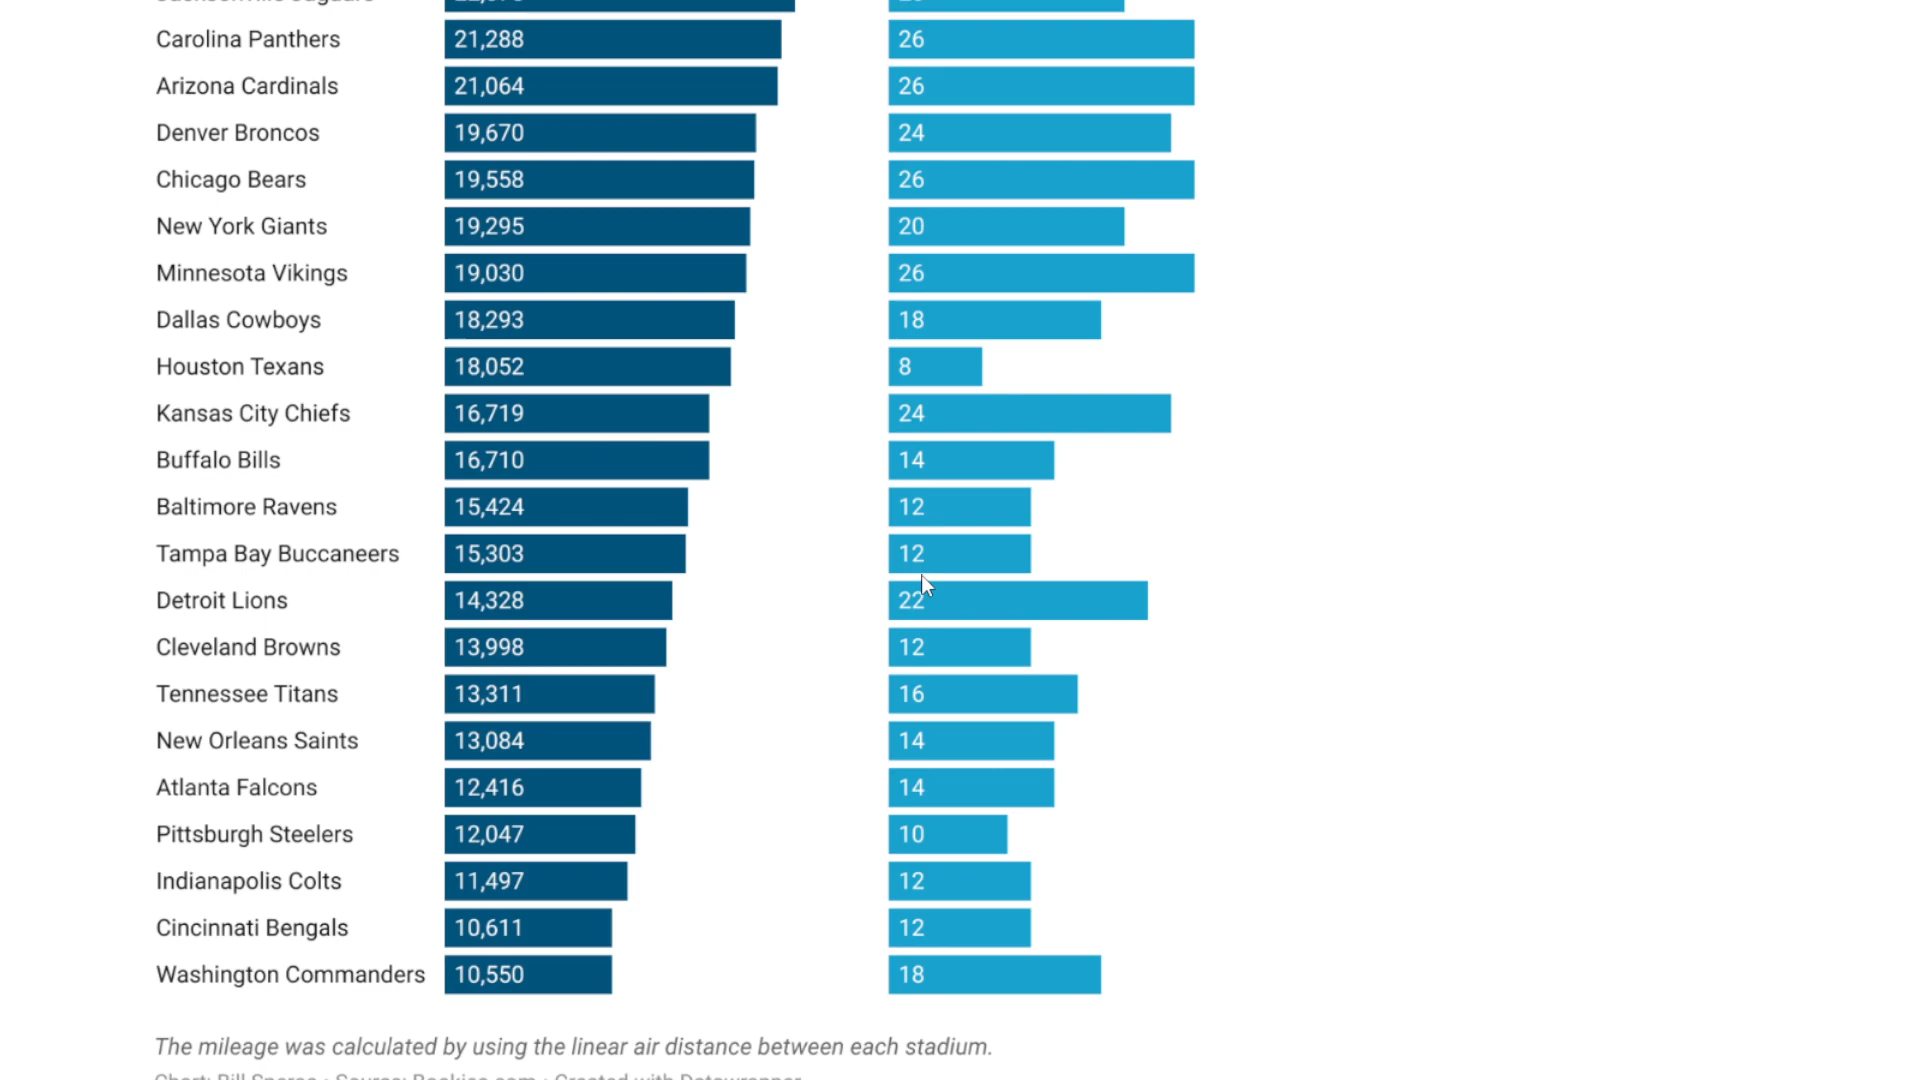 Carolina Panthers 21,288 26
Arizona Cardinals 21,064 26
Denver Broncos 19,670 24
Chicago Bears 19,558 26
New York Giants 19,295 20
Minnesota Vikings 19,030 26
Dallas Cowboys 18,293 18
Houston Texans 18,052 8
Kansas City Chiefs 16,719 24
Buffalo Bills 16,710 14
Baltimore Ravens 15,424 12
Tampa Bay Buccaneers 15,303 12
Detroit Lions 14,328 22
Cleveland Browns 13,998 12
Tennessee Titans 13,311 16
New Orleans Saints 13,084 14
Atlanta Falcons 12,416 14
Pittsburgh Steelers 12,047 10
Indianapolis Colts 11,497 12
Cincinnati Bengals 10,611 12
Washington Commanders 10,550 18
The mileage was calculated by using the linear air distance between each stadium.